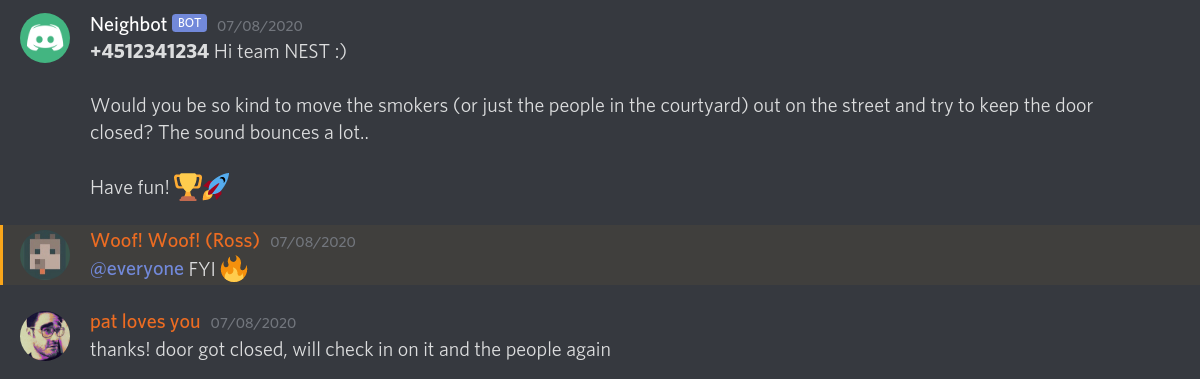 Neighbot BOT 07/08/2020
+4512341234 Hi team NEST :)
Would you be so kind to move the smokers (or just the people in the courtyard) out on the street and try to keep the door
closed? The sound bounces a lot..
Have fun! 🏆🚀
Woof! Woof! (Ross) 07/08/2020
@everyone FYI 🔥
pat loves you 07/08/2020
thanks! door got closed, will check in on it and the people again